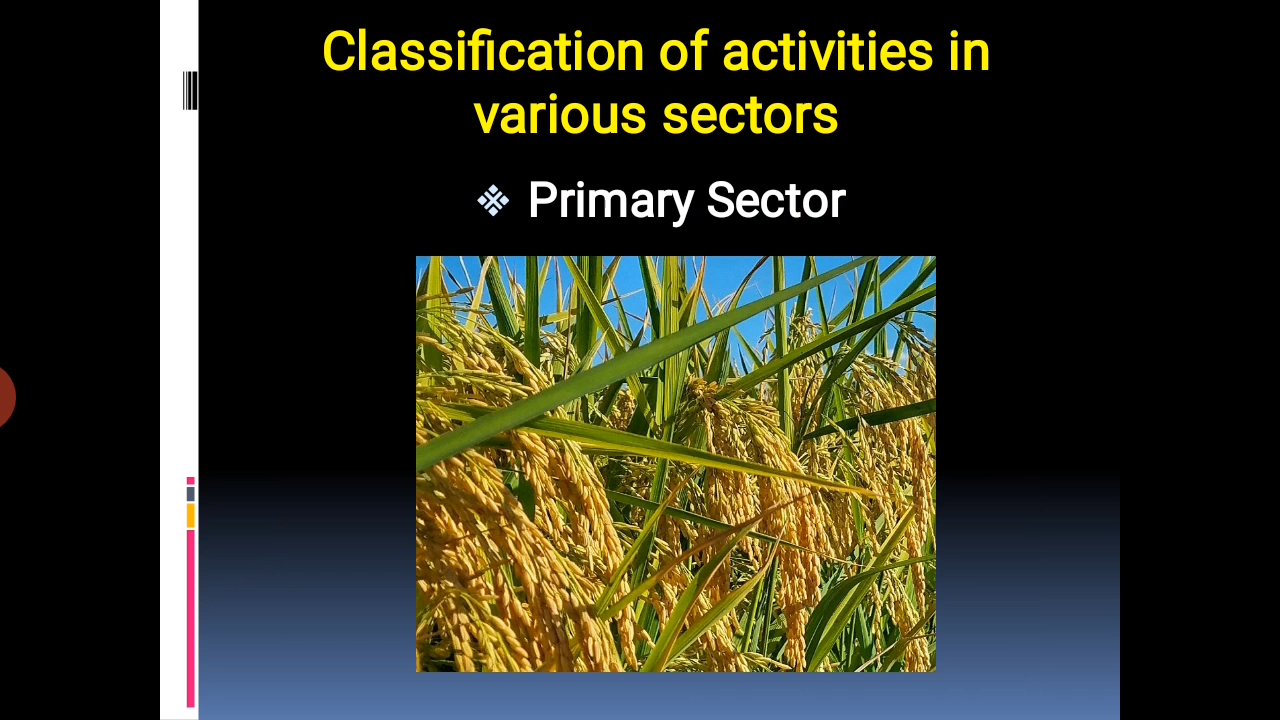 Classification of activities in
various sectors
❖ Primary Sector